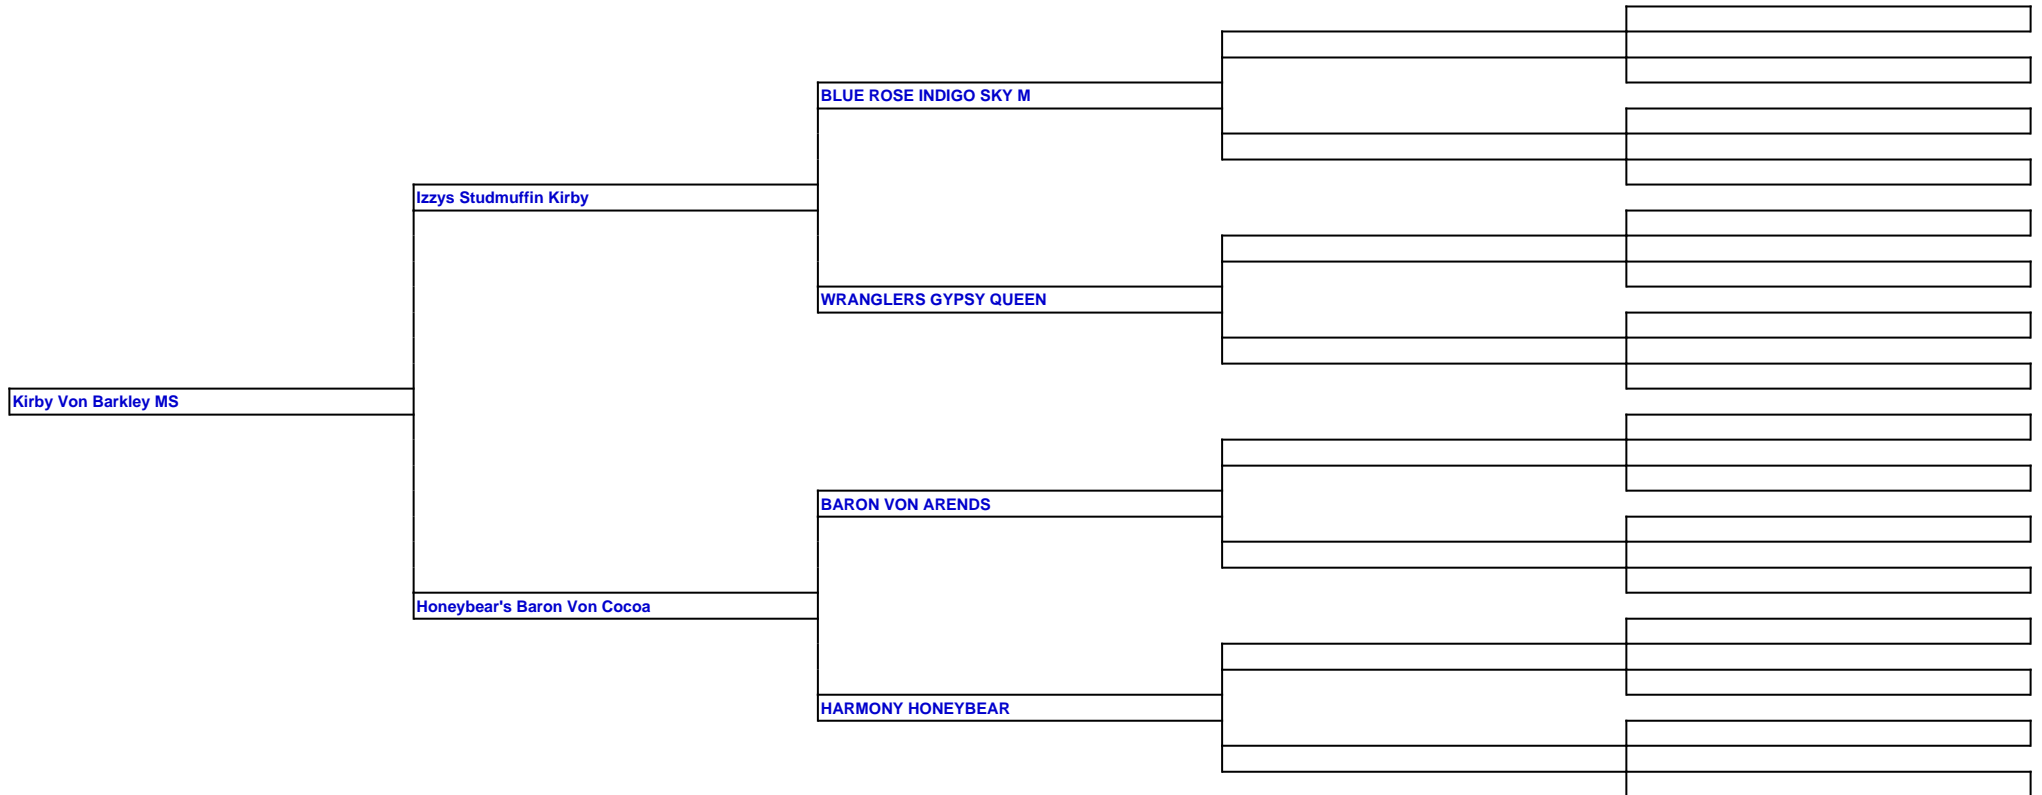 BLUE ROSE INDIGO SKY M
Izzys Studmuffin Kirby
WRANGLERS GYPSY QUEEN
Kirby Von Barkley MS
BARON VON ARENDS
Honeybear's Baron Von Cocoa
HARMONY HONEYBEAR